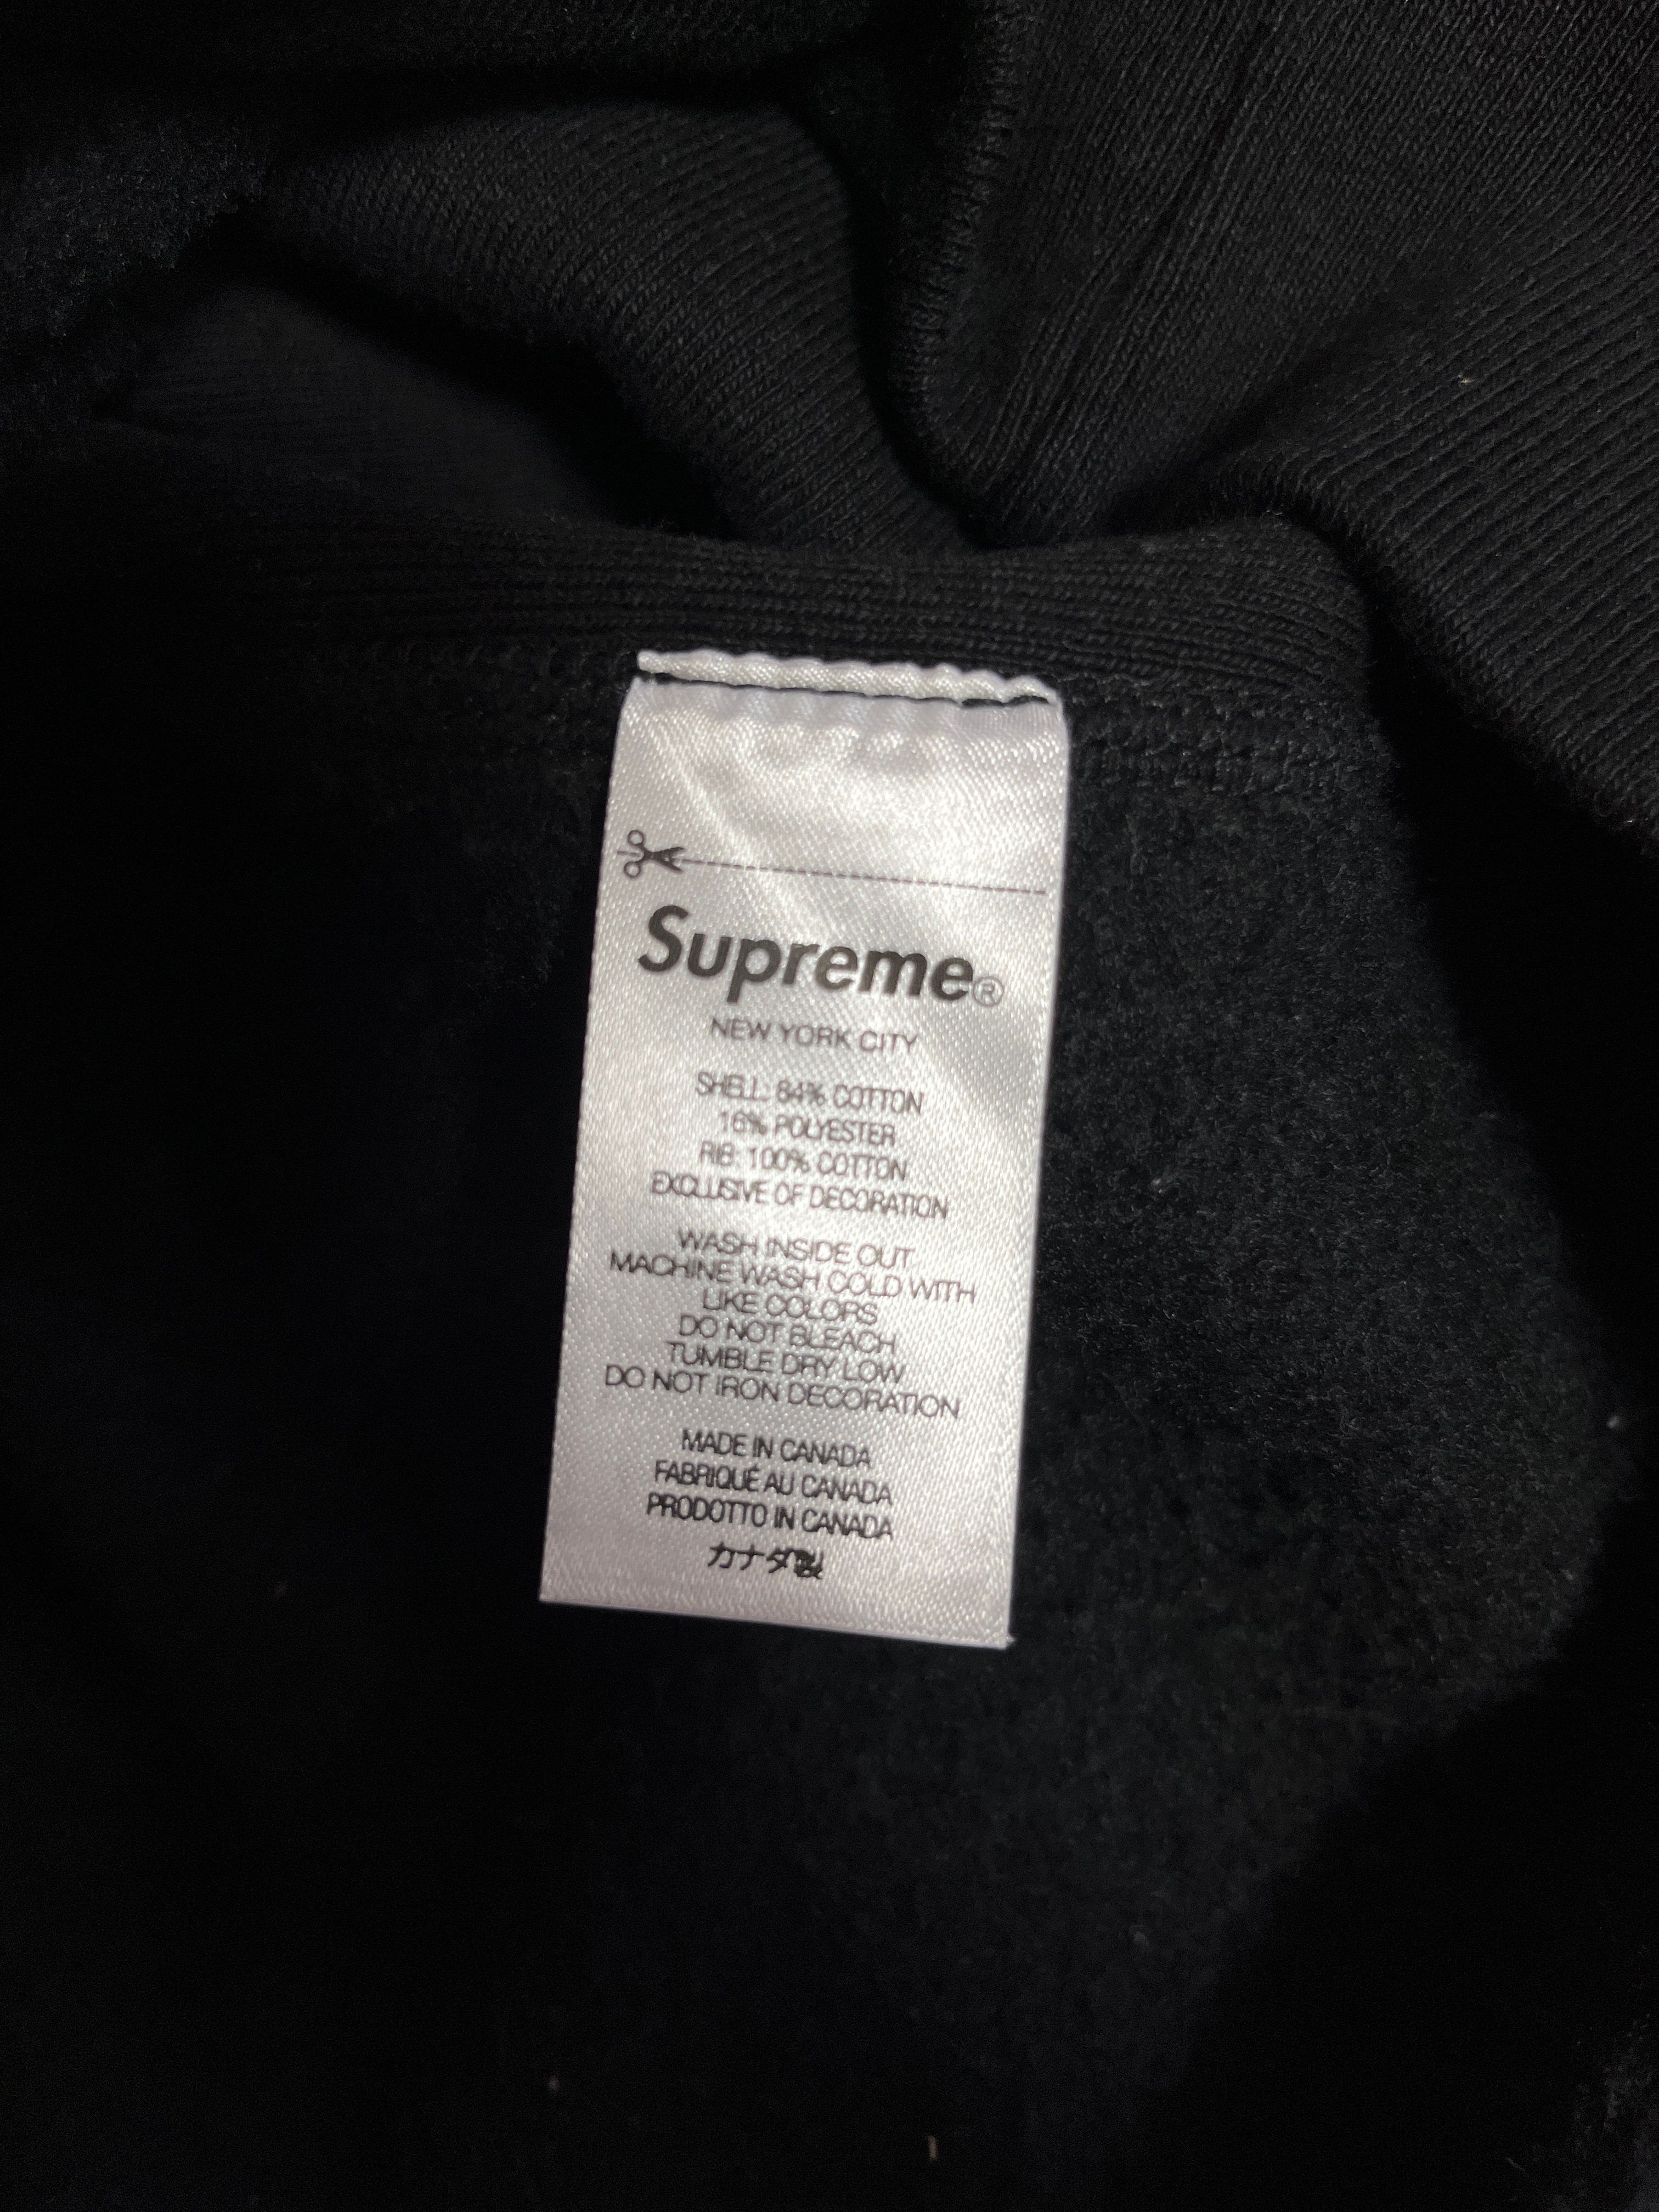 Supreme®
NEW YORK CITY
SHELL: 84% COTTON
16% POLYESTER
RIB: 100% COTTON
EXCLUSIVE OF DECORATION
WASH INSIDE OUT
MACHINE WASH COLD WITH
LIKE COLORS
DO NOT BLEACH
TUMBLE DRY LOW
DO NOT IRON DECORATION
MADE IN CANADA
FABRIQUÉ AU CANADA
PRODOTTO IN CANADA
カナダ製